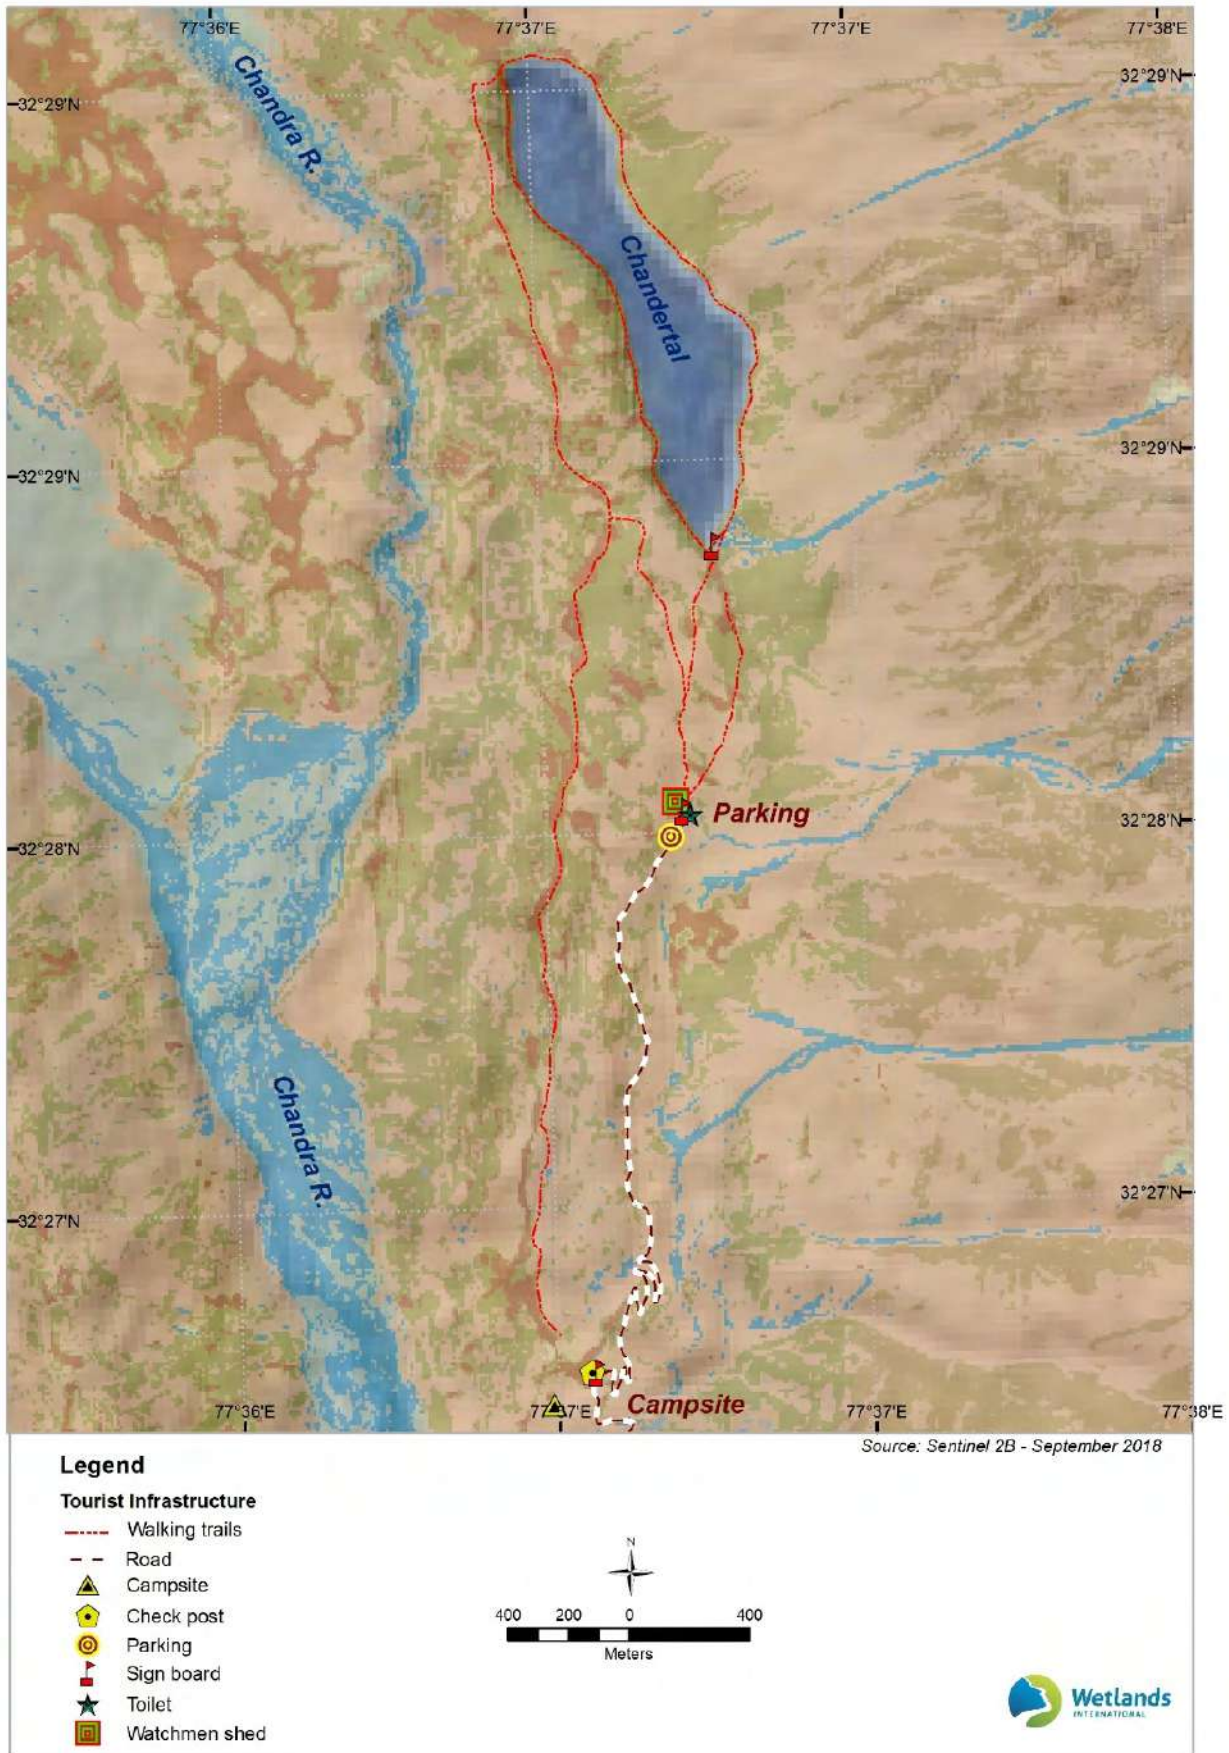 77°36'E
77°37'E
77°37'E
77°38'E
32°29'N
32°29'N
Chandra R.
Chandertal
32°29'N
32°29'N
Parking
32°28'N
32°28'N
Chandra R.
32°27'N
32°27'N
Campsite
77°36'E
77°37'E
77°37'E
77°38'E
Source: Sentinel 2B - September 2018
Legend
Tourist Infrastructure
Walking trails
Road
Campsite
Check post
Parking
Sign board
Toilet
Watchmen shed
N
400 200 0 400
Meters
Wetlands
INTERNATIONAL